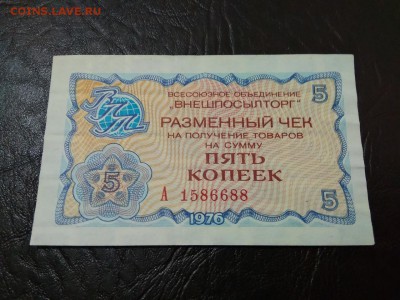 COINS.LAVE.RU
ВСЕСОЮЗНОЕ ОБЪЕДИНЕНИЕ
"ВНЕШПОСЫЛТОРГ"
РАЗМЕННЫЙ ЧЕК
НА ПОЛУЧЕНИЕ ТОВАРОВ
НА СУММУ
ПЯТЬ
КОПЕЕК
А 1586688
1976
5
5
5
ВПТ